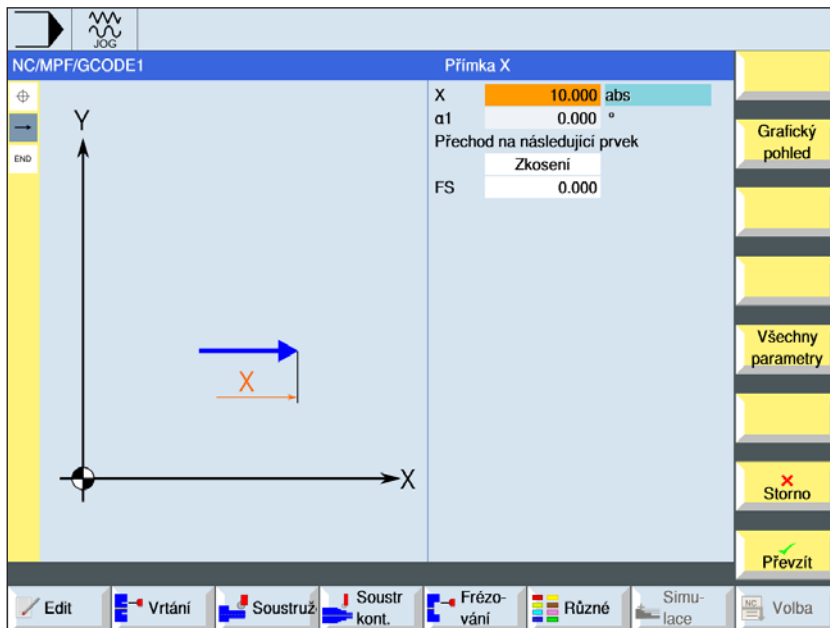 JOG
NC/MPF/GCODE1
Přímka X
X 10.000 abs
α1 0.000 °
Přechod na následující prvek
Zkosení
FS 0.000
END
Y
X
X
Grafický
pohled
Všechny
parametry
Storno
Převzít
Edit
Vrtání
Soustruž
Soustr
kont.
Frézo-
vání
Různé
Simu-
lace
NC
Volba